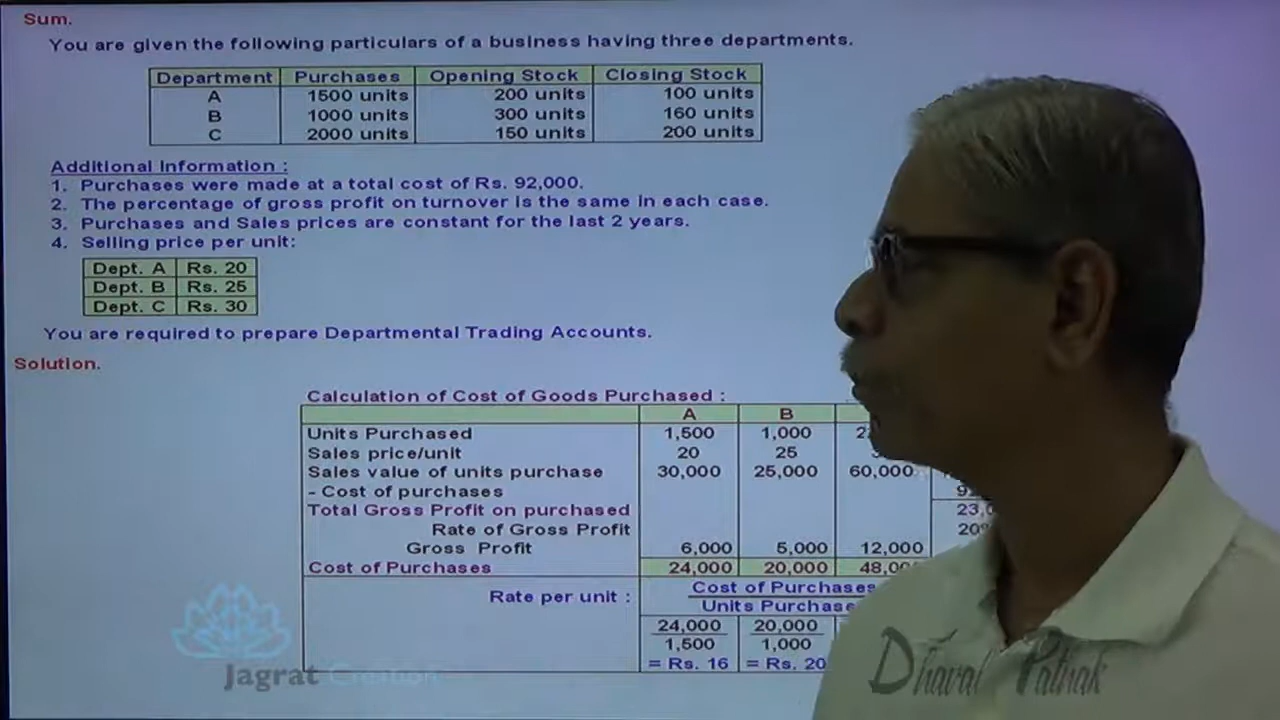 Sum.
You are given the following particulars of a business having three departments.
Department Purchases Opening Stock Closing Stock
A 1500 units 200 units 100 units
B 1000 units 300 units 160 units
C 2000 units 150 units 200 units
Additional Information :
1. Purchases were made at a total cost of Rs. 92,000.
2. The percentage of gross profit on turnover is the same in each case.
3. Purchases and Sales prices are constant for the last 2 years.
4. Selling price per unit:
Dept. A Rs. 20
Dept. B Rs. 25
Dept. C Rs. 30
You are required to prepare Departmental Trading Accounts.
Solution.
Calculation of Cost of Goods Purchased :
A B
Units Purchased 1,500 1,000
Sales price/unit 20 25
Sales value of units purchase 30,000 25,000 60,000
- Cost of purchases
Total Gross Profit on purchased
Rate of Gross Profit
Gross Profit 6,000 5,000 12,000
Cost of Purchases 24,000 20,000
Rate per unit : Cost of Purchases
Units Purchase
24,000 20,000
1,500 1,000
= Rs. 16 = Rs. 20
Jagrat Creation
Dhaval Pathak